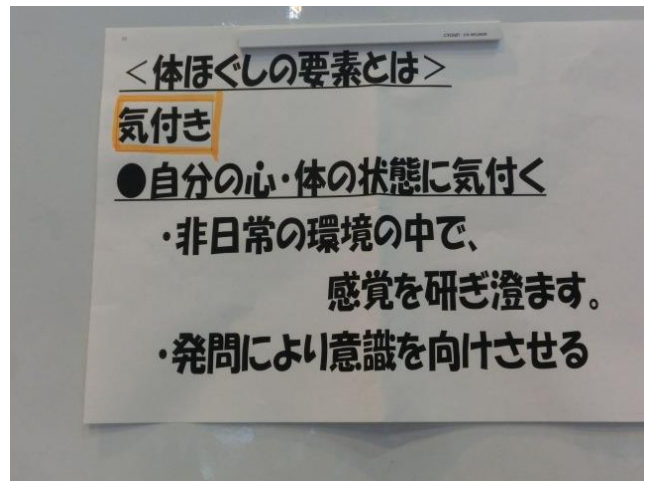 ＜体ほぐしの要素とは＞
気付き
●自分の心・体の状態に気付く
・非日常の環境の中で、
感覚を研ぎ澄ます。
・発問により意識を向けさせる